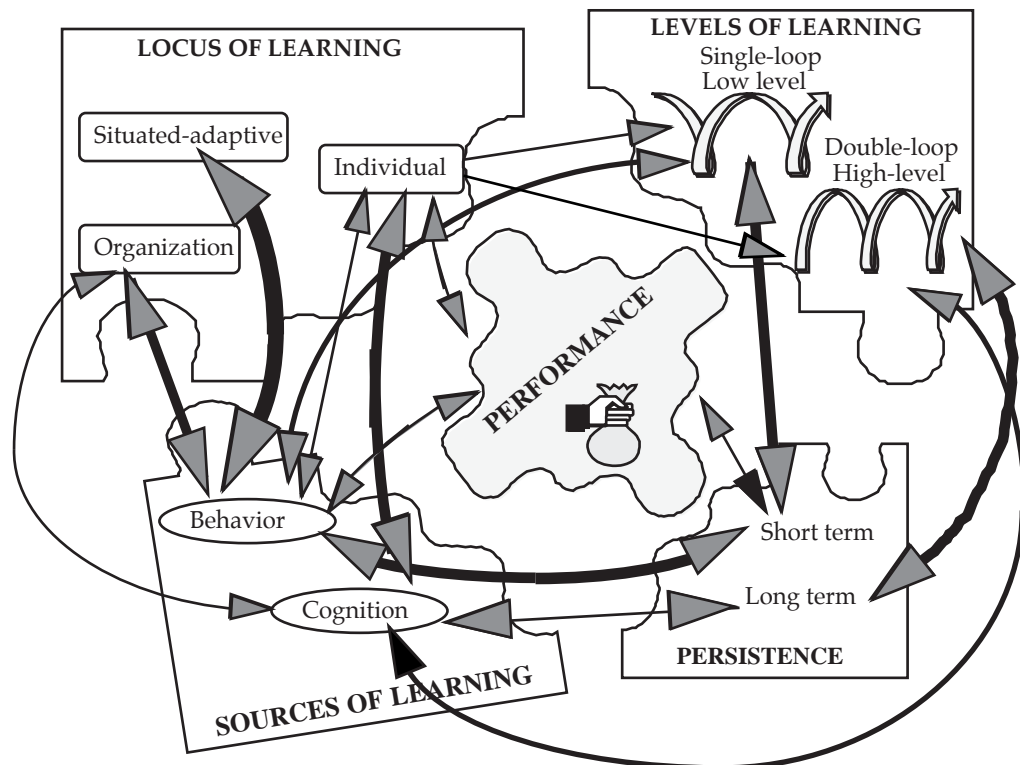 LOCUS OF LEARNING
Situated-adaptive
Individual
Organization
LEVELS OF LEARNING
Single-loop
Low level
Double-loop
High-level
PERFORMANCE
Behavior
Cognition
SOURCES OF LEARNING
Short term
Long term
PERSISTENCE